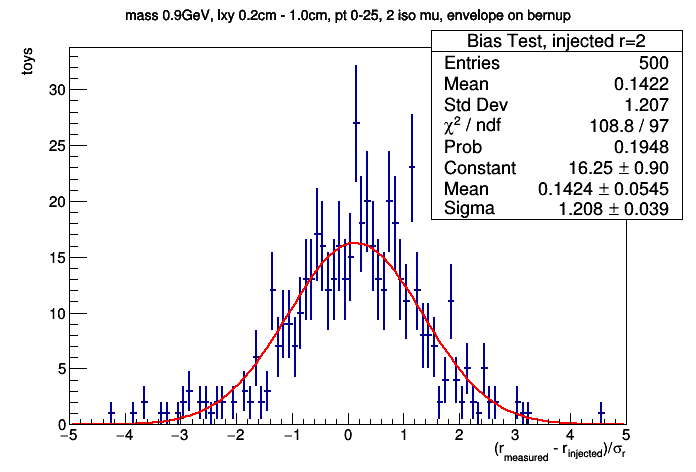 mass 0.9GeV, lxy 0.2cm - 1.0cm, pt 0-25, 2 iso mu, envelope on bernup
Bias Test, injected r=2
Entries 500
Mean 0.1422
Std Dev 1.207
χ² / ndf 108.8 / 97
Prob 0.1948
Constant 16.25 ± 0.90
Mean 0.1424 ± 0.0545
Sigma 1.208 ± 0.039
toys
30
25
20
15
10
5
0
−5 −4 −3 −2 −1 0 1 2 3 4 5
(r_measured - r_injected)/σ_r